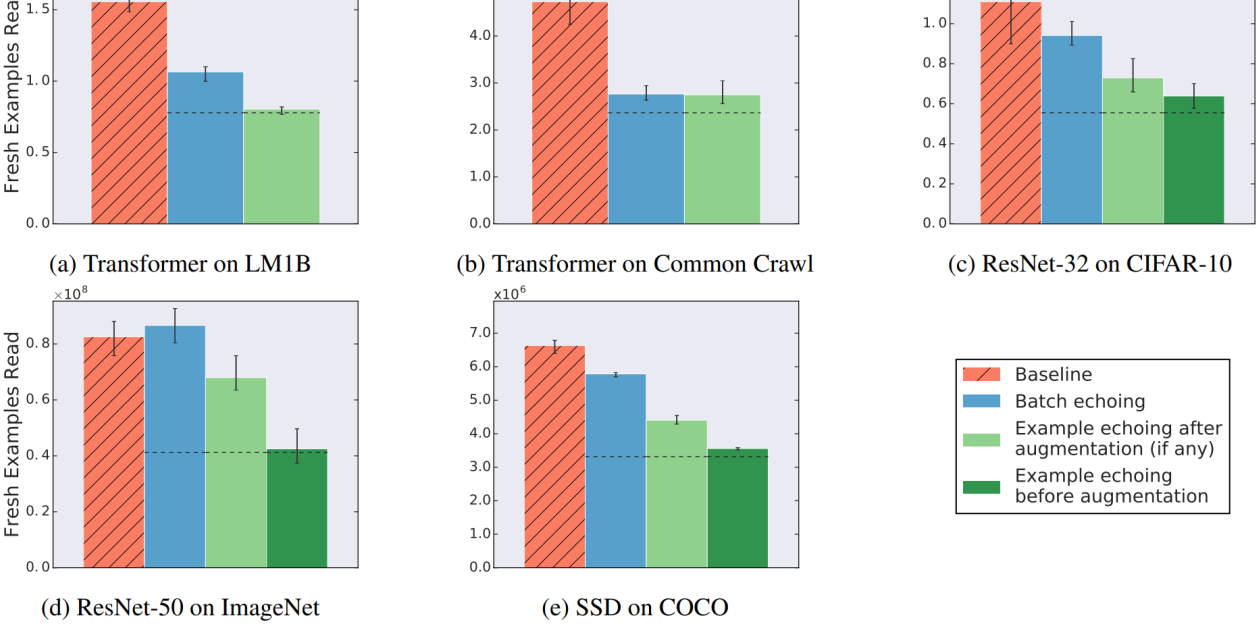 Fresh Examples Read
1.5
1.0
0.5
0.0
4.0
3.0
2.0
1.0
0.0
1.0
0.8
0.6
0.4
0.2
0.0
(a) Transformer on LM1B
(b) Transformer on Common Crawl
(c) ResNet-32 on CIFAR-10
×10⁸
Fresh Examples Read
0.8
0.6
0.4
0.2
0.0
x10⁶
7.0
6.0
5.0
4.0
3.0
2.0
1.0
0.0
Baseline
Batch echoing
Example echoing after
augmentation (if any)
Example echoing
before augmentation
(d) ResNet-50 on ImageNet
(e) SSD on COCO